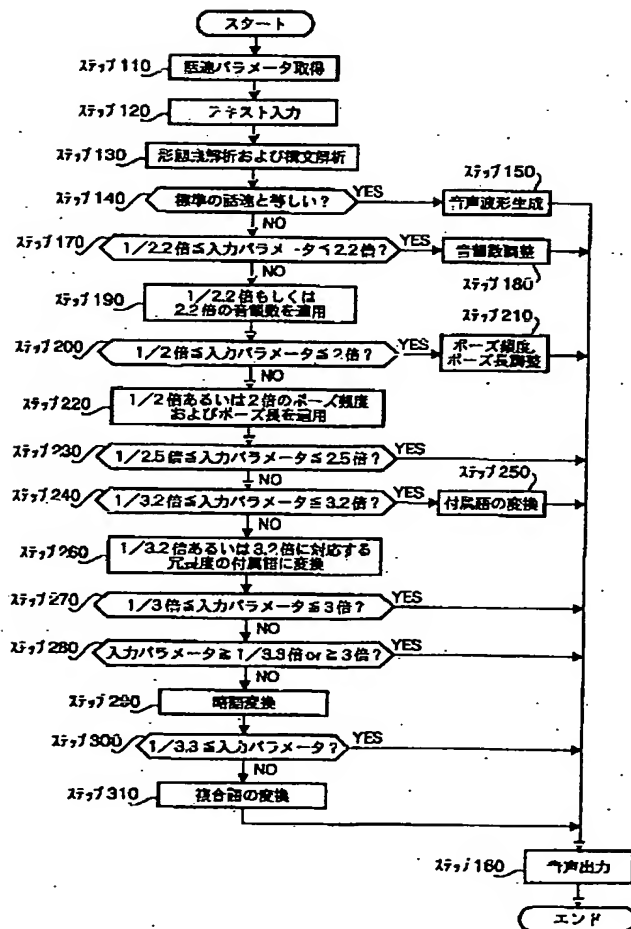 スタート
ステップ110
話速パラメータ取得
ステップ120
テキスト入力
ステップ130
形態素解析および構文解析
ステップ140
標準の話速と等しい?
YES
ステップ150
音声波形生成
NO
ステップ170
1/2.2倍≦入力パラメータ≦2.2倍?
YES
音韻数調整
ステップ180
NO
ステップ190
1/2.2倍もしくは
2.2倍の音韻数を適用
ステップ210
ステップ200
1/2倍≦入力パラメータ≦2倍?
YES
ポーズ頻度,
ポーズ長調整
NO
ステップ220
1/2倍あるいは2倍のポーズ頻度
およびポーズ長を適用
ステップ230
1/2.5倍≦入力パラメータ≦2.5倍?
YES
NO
ステップ250
ステップ240
1/3.2倍≦入力パラメータ≦3.2倍?
YES
付属語の変換
NO
ステップ260
1/3.2倍あるいは3.2倍に対応する
冗長度の付属語に変換
ステップ270
1/3倍≦入力パラメータ≦3倍?
YES
NO
ステップ280
入力パラメータ≧1/3.3倍or≧3倍?
YES
NO
ステップ290
略語変換
ステップ300
1/3.3≦入力パラメータ?
YES
NO
ステップ310
複合語の変換
ステップ160
音声出力
エンド